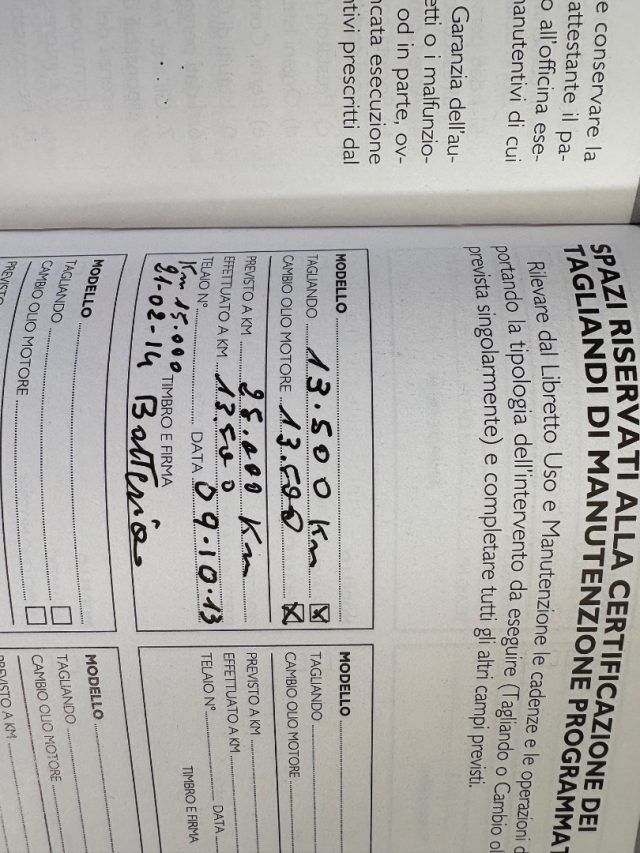 e conservare la
attestante il pa-
o all'officina ese-
nanutentivi di cui
Garanzia dell'au-
etti o i malfunzio-
od in parte, ov-
ncata esecuzione
ntivi prescritti dal
SPAZI RISERVATI ALLA CERTIFICAZIONE DEI
TAGLIANDI DI MANUTENZIONE PROGRAMMAT
Rilevare dal Libretto Uso e Manutenzione le cadenze e le operazioni d
portando la tipologia dell'intervento da eseguire (Tagliando o Cambio ol
prevista singolarmente) e completare tutti gli altri campi previsti.
MODELLO
TAGLIANDO 13.500 Km
CAMBIO OLIO MOTORE 13.500
PREVISTO A KM 25.000 Km
EFFETTUATO A KM 13.500
TELAIO N° DATA 09-10-13
Km 15.000 TIMBRO E FIRMA
21-02-14 Batteria
MODELLO
TAGLIANDO
CAMBIO OLIO MOTORE
PREVISTO A KM
EFFETTUATO A KM
TELAIO N° DATA
TIMBRO E FIRMA
MODELLO
TAGLIANDO
CAMBIO OLIO MOTORE
PREVISTO
MODELLO
TAGLIANDO
CAMBIO OLIO MOTORE
PREVISTO A KM